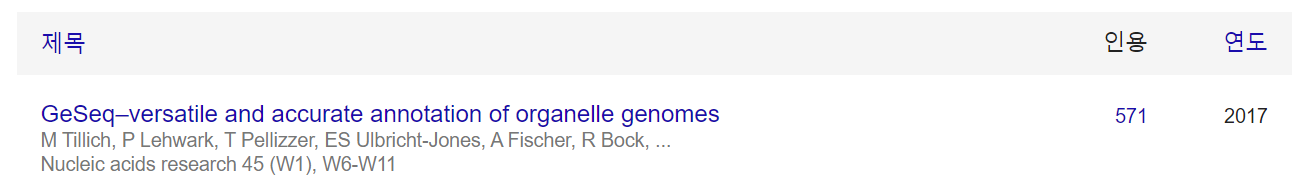 제목 인용 연도
GeSeq–versatile and accurate annotation of organelle genomes 571 2017
M Tillich, P Lehwark, T Pellizzer, ES Ulbricht-Jones, A Fischer, R Bock, ...
Nucleic acids research 45 (W1), W6-W11